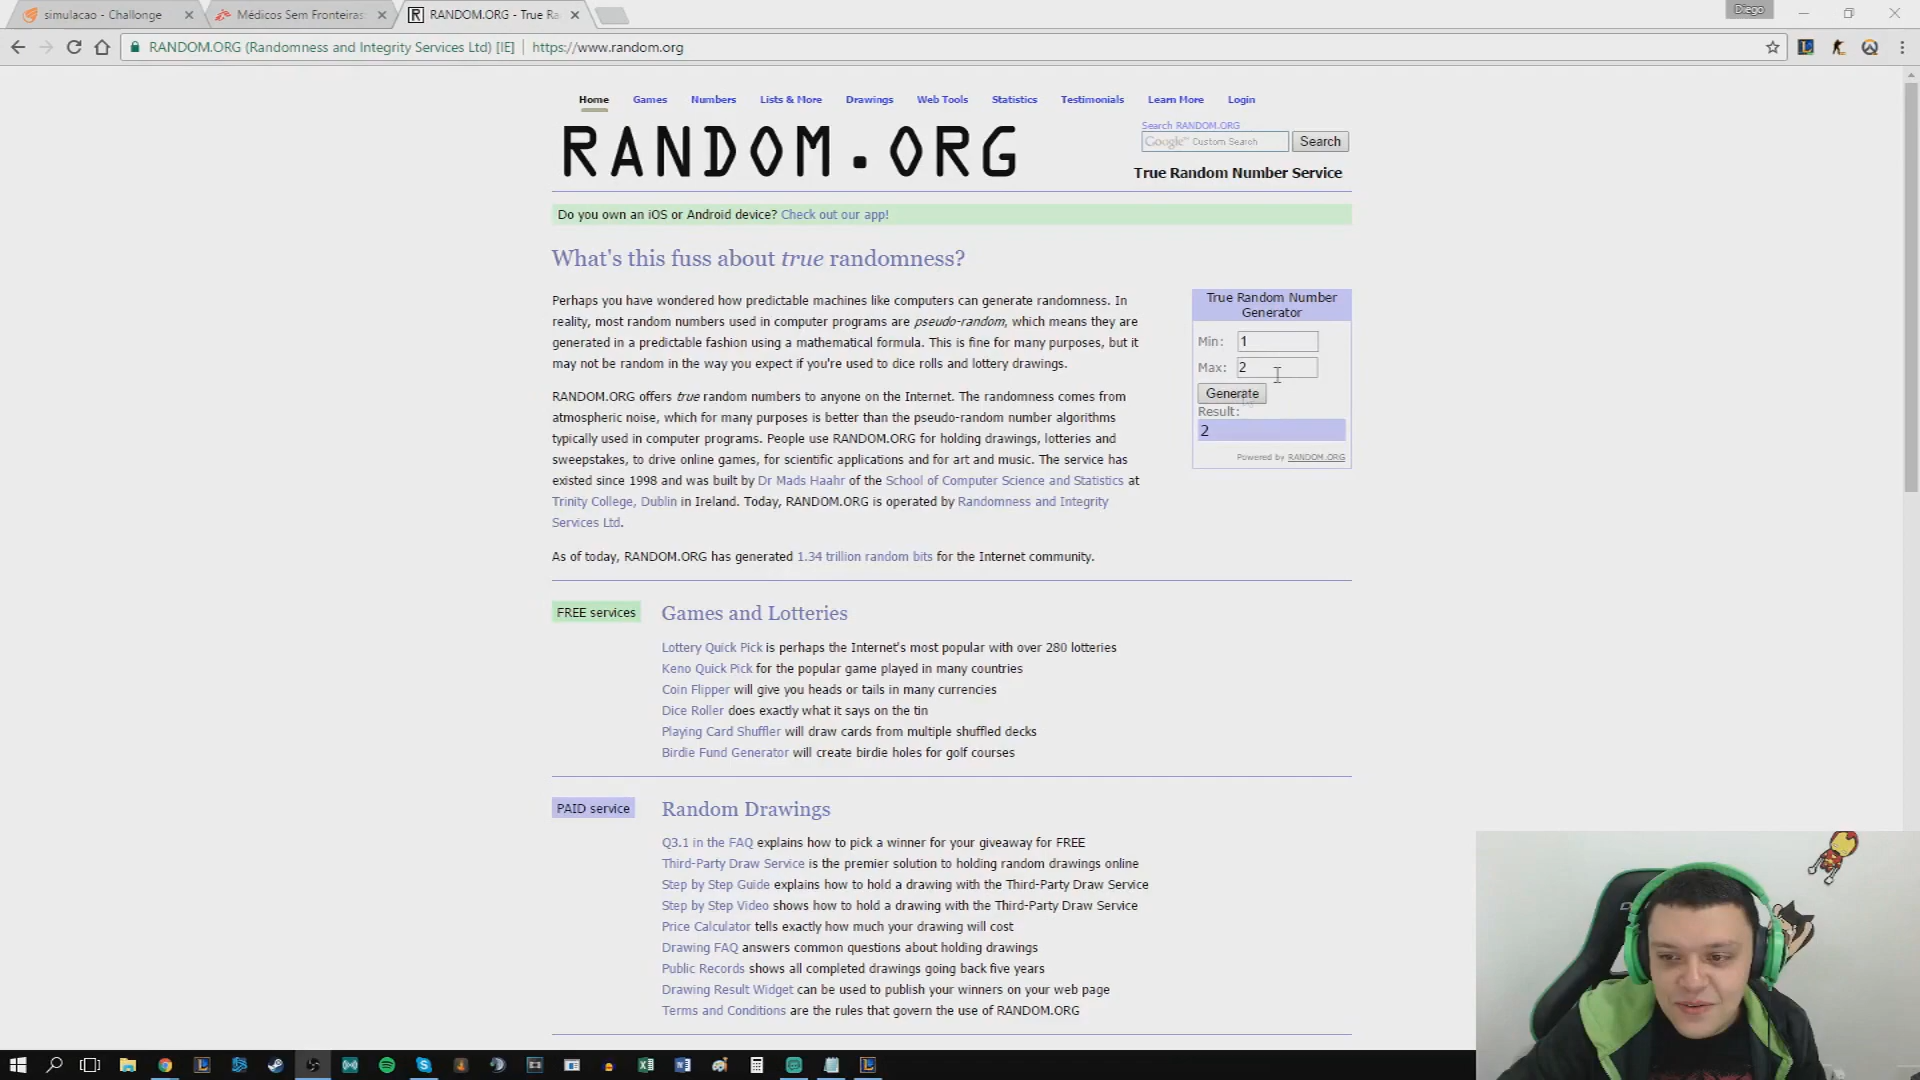 simulacao - Challonge
Médicos Sem Fronteiras
RANDOM.ORG - True Ra
Diego
RANDOM.ORG (Randomness and Integrity Services Ltd) [IE]
https://www.random.org
Home Games Numbers Lists & More Drawings Web Tools Statistics Testimonials Learn More Login
RANDOM.ORG
Search RANDOM.ORG
Google™ Custom Search
Search
True Random Number Service
Do you own an iOS or Android device? Check out our app!
What's this fuss about true randomness?
Perhaps you have wondered how predictable machines like computers can generate randomness. In
reality, most random numbers used in computer programs are pseudo-random, which means they are
generated in a predictable fashion using a mathematical formula. This is fine for many purposes, but it
may not be random in the way you expect if you're used to dice rolls and lottery drawings.
RANDOM.ORG offers true random numbers to anyone on the Internet. The randomness comes from
atmospheric noise, which for many purposes is better than the pseudo-random number algorithms
typically used in computer programs. People use RANDOM.ORG for holding drawings, lotteries and
sweepstakes, to drive online games, for scientific applications and for art and music. The service has
existed since 1998 and was built by Dr Mads Haahr of the School of Computer Science and Statistics at
Trinity College, Dublin in Ireland. Today, RANDOM.ORG is operated by Randomness and Integrity
Services Ltd.
As of today, RANDOM.ORG has generated 1.34 trillion random bits for the Internet community.
True Random Number
Generator
Min: 1
Max: 2
Generate
Result:
2
Powered by RANDOM.ORG
FREE services
Games and Lotteries
Lottery Quick Pick is perhaps the Internet's most popular with over 280 lotteries
Keno Quick Pick for the popular game played in many countries
Coin Flipper will give you heads or tails in many currencies
Dice Roller does exactly what it says on the tin
Playing Card Shuffler will draw cards from multiple shuffled decks
Birdie Fund Generator will create birdie holes for golf courses
PAID service
Random Drawings
Q3.1 in the FAQ explains how to pick a winner for your giveaway for FREE
Third-Party Draw Service is the premier solution to holding random drawings online
Step by Step Guide explains how to hold a drawing with the Third-Party Draw Service
Step by Step Video shows how to hold a drawing with the Third-Party Draw Service
Price Calculator tells exactly how much your drawing will cost
Drawing FAQ answers common questions about holding drawings
Public Records shows all completed drawings going back five years
Drawing Result Widget can be used to publish your winners on your web page
Terms and Conditions are the rules that govern the use of RANDOM.ORG